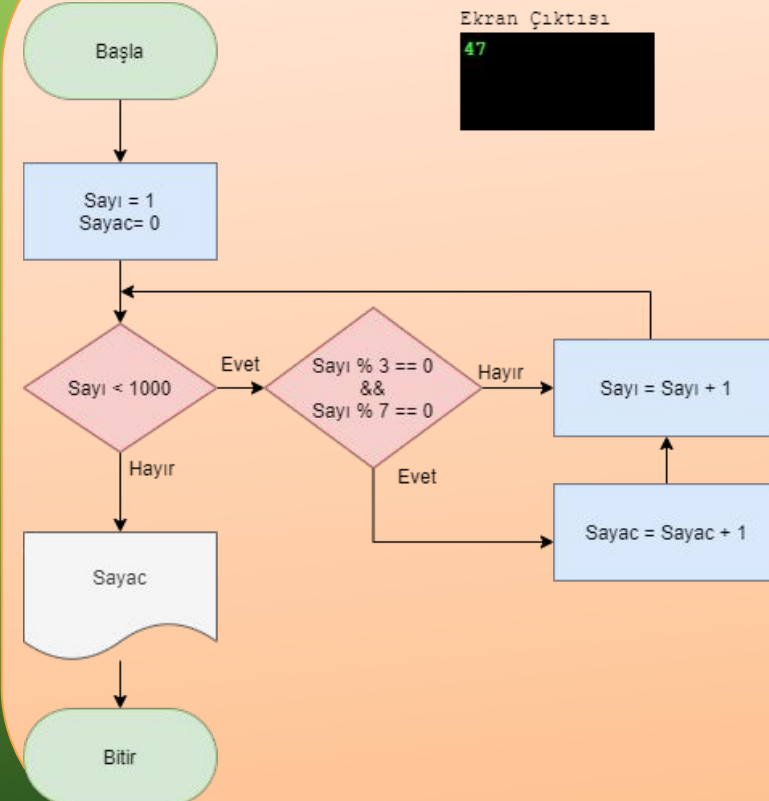 Ekran Çıktısı
47
Başla
Sayı = 1
Sayac= 0
Sayı < 1000
Evet
Sayı % 3 == 0
&&
Sayı % 7 == 0
Hayır
Sayı = Sayı + 1
Hayır
Evet
Sayac = Sayac + 1
Sayac
Bitir